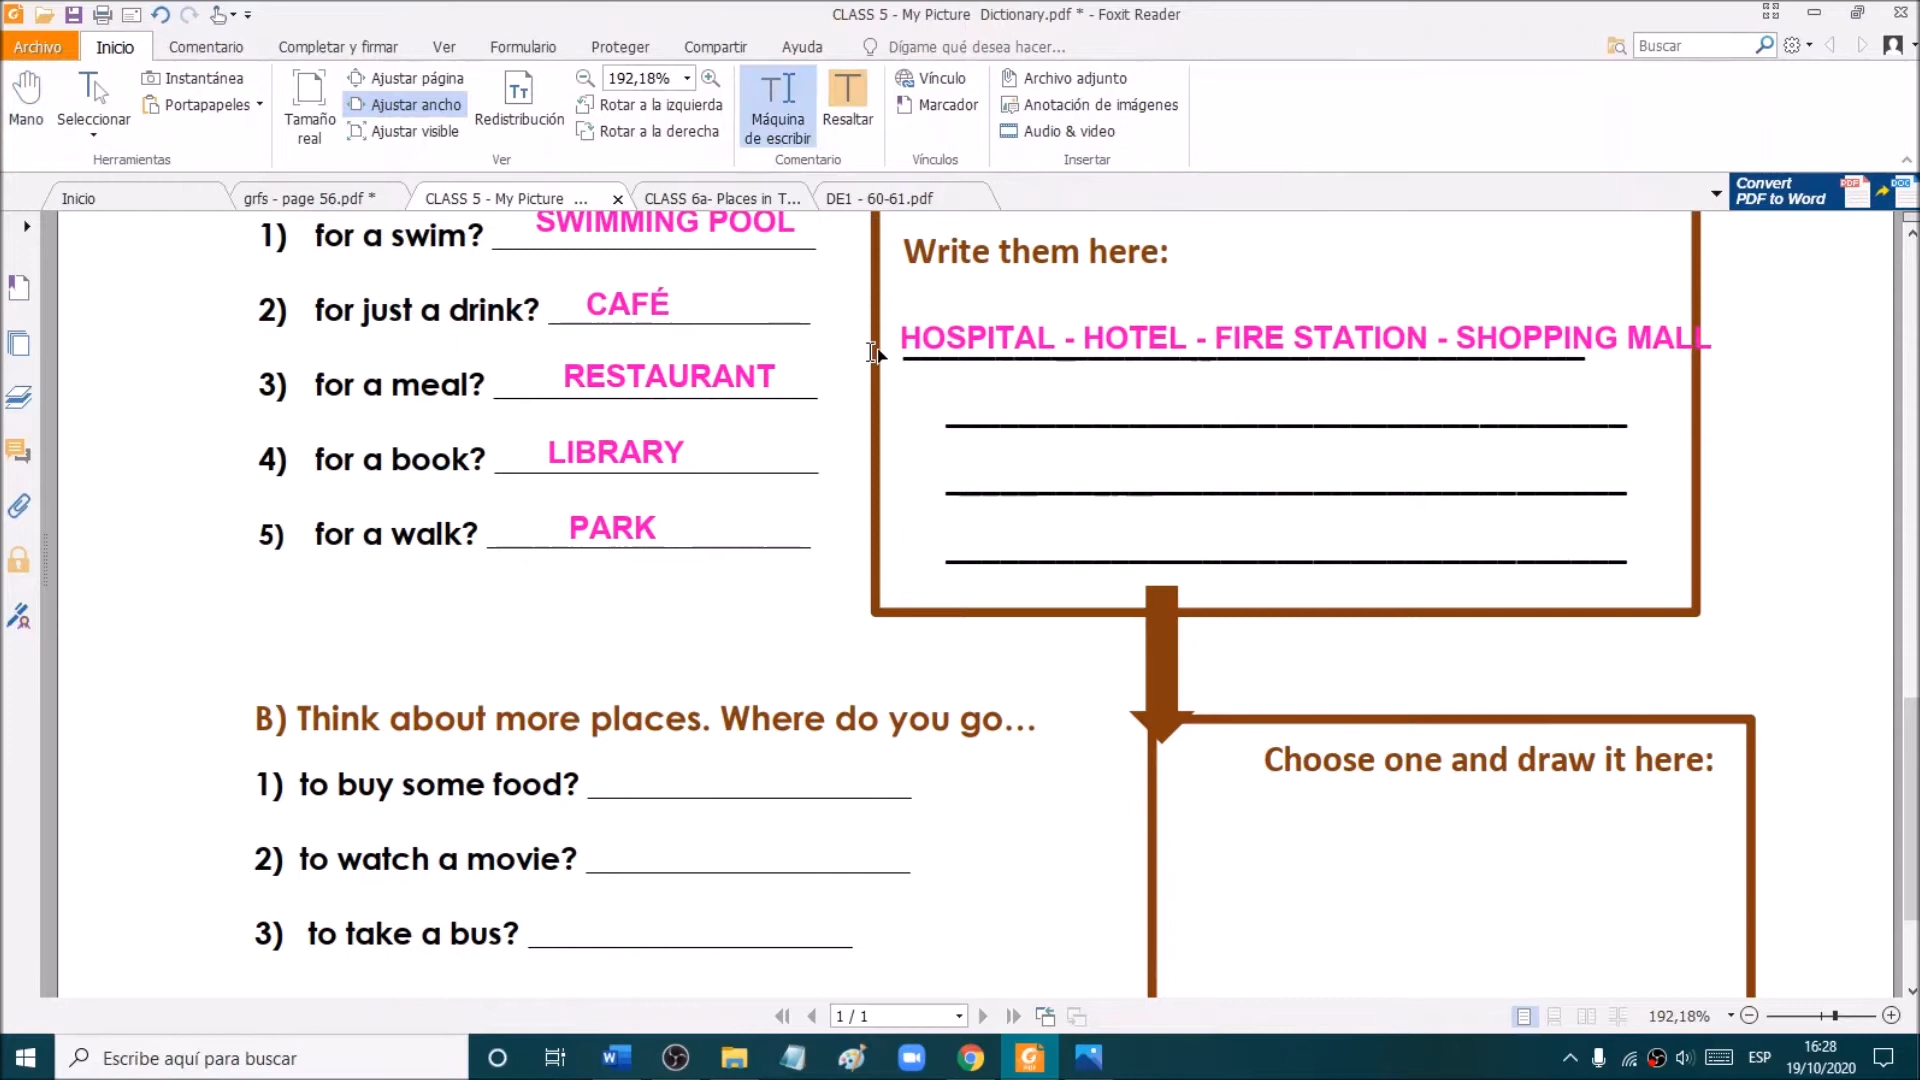 CLASS 5 - My Picture Dictionary.pdf * - Foxit Reader
Archivo Inicio Comentario Completar y firmar Ver Formulario Proteger Compartir Ayuda Dígame qué desea hacer... Buscar
Mano
Seleccionar
Instantánea
Portapapeles
Herramientas
Tamaño real
Ajustar página
Ajustar ancho
Ajustar visible
Redistribución
192,18%
Rotar a la izquierda
Rotar a la derecha
Ver
Máquina de escribir
Resaltar
Comentario
Vínculo
Marcador
Vínculos
Archivo adjunto
Anotación de imágenes
Audio & video
Insertar
Inicio grfs - page 56.pdf * CLASS 5 - My Picture ... CLASS 6a- Places in T... DE1 - 60-61.pdf
Convert
PDF to Word
PDF DOC
1) for a swim? SWIMMING POOL
2) for just a drink? CAFÉ
3) for a meal? RESTAURANT
4) for a book? LIBRARY
5) for a walk? PARK
Write them here:
HOSPITAL - HOTEL - FIRE STATION - SHOPPING MALL
B) Think about more places. Where do you go...
1) to buy some food?
2) to watch a movie?
3) to take a bus?
Choose one and draw it here:
1 / 1
192,18%
Escribe aquí para buscar
ESP
16:28
19/10/2020